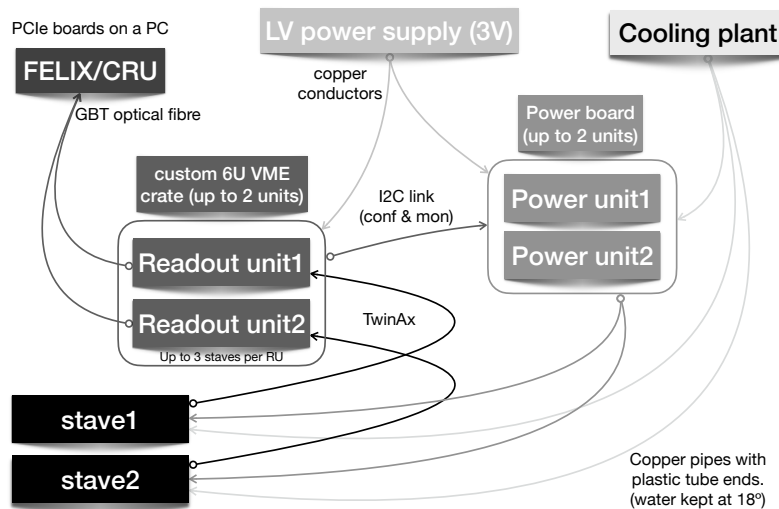 PCIe boards on a PC
FELIX/CRU
GBT optical fibre
LV power supply (3V)
copper
conductors
Cooling plant
Power board
(up to 2 units)
custom 6U VME
crate (up to 2 units)
I2C link
(conf & mon)
Power unit1
Power unit2
Readout unit1
Readout unit2
Up to 3 staves per RU
TwinAx
stave1
stave2
Copper pipes with
plastic tube ends.
(water kept at 18º)